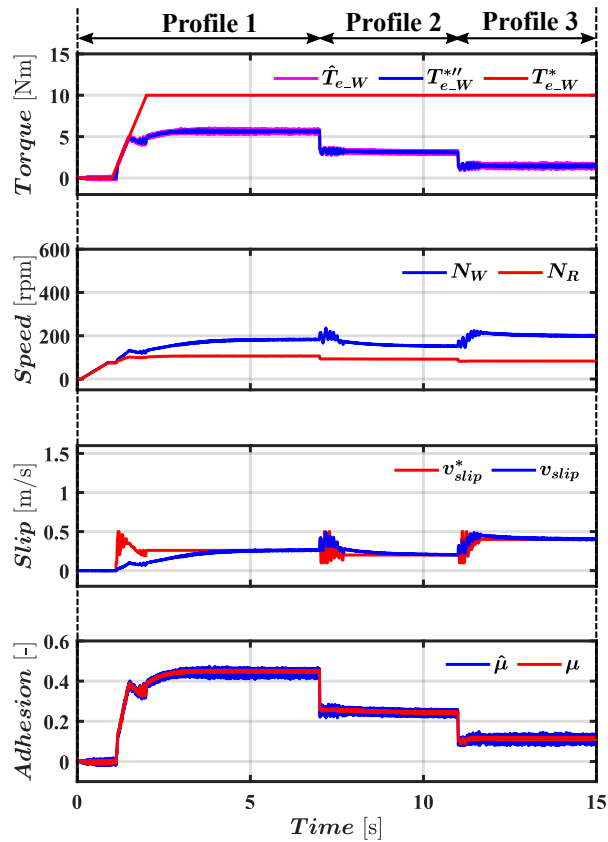 Profile 1 Profile 2 Profile 3
Torque [Nm]
15
10
5
0
T̂e_W T*″e_W T*e_W
Speed [rpm]
600
400
200
0
N_W N_R
Slip [m/s]
1.5
1
0.5
0
v*slip vslip
Adhesion [-]
0.6
0.4
0.2
0
μ̂ μ
0 5 10 15
Time [s]